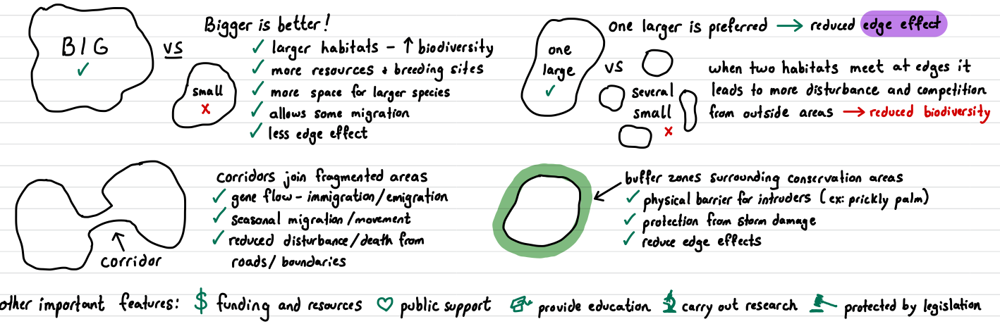 BIG
✓
vs
small
x
Bigger is better!
✓ larger habitats - ↑ biodiversity
✓ more resources & breeding sites
✓ more space for larger species
✓ allows some migration
✓ less edge effect
one
large
✓
vs
several
small
x
one larger is preferred → reduced edge effect
when two habitats meet at edges it
leads to more disturbance and competition
from outside areas → reduced biodiversity
corridor
corridors join fragmented areas
✓ gene flow - immigration/emigration
✓ seasonal migration/movement
✓ reduced disturbance/death from
roads/boundaries
buffer zones surrounding conservation areas
✓ physical barrier for intruders (ex: prickly palm)
✓ protection from storm damage
✓ reduce edge effects
other important features: $ funding and resources ♡ public support provide education carry out research protected by legislation